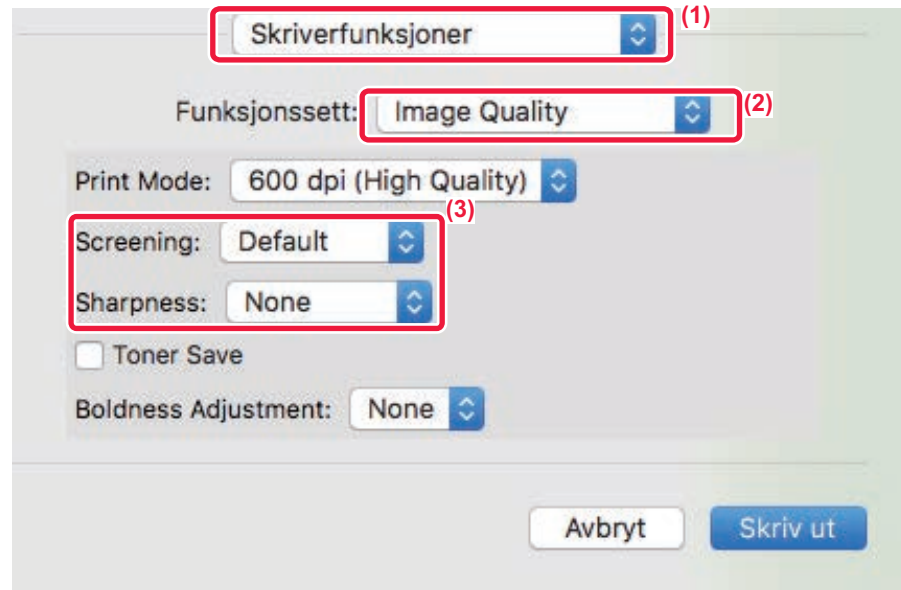 Skriverfunksjoner (1)
Funksjonssett: Image Quality (2)
Print Mode: 600 dpi (High Quality)
(3)
Screening: Default
Sharpness: None
Toner Save
Boldness Adjustment: None
Avbryt Skriv ut